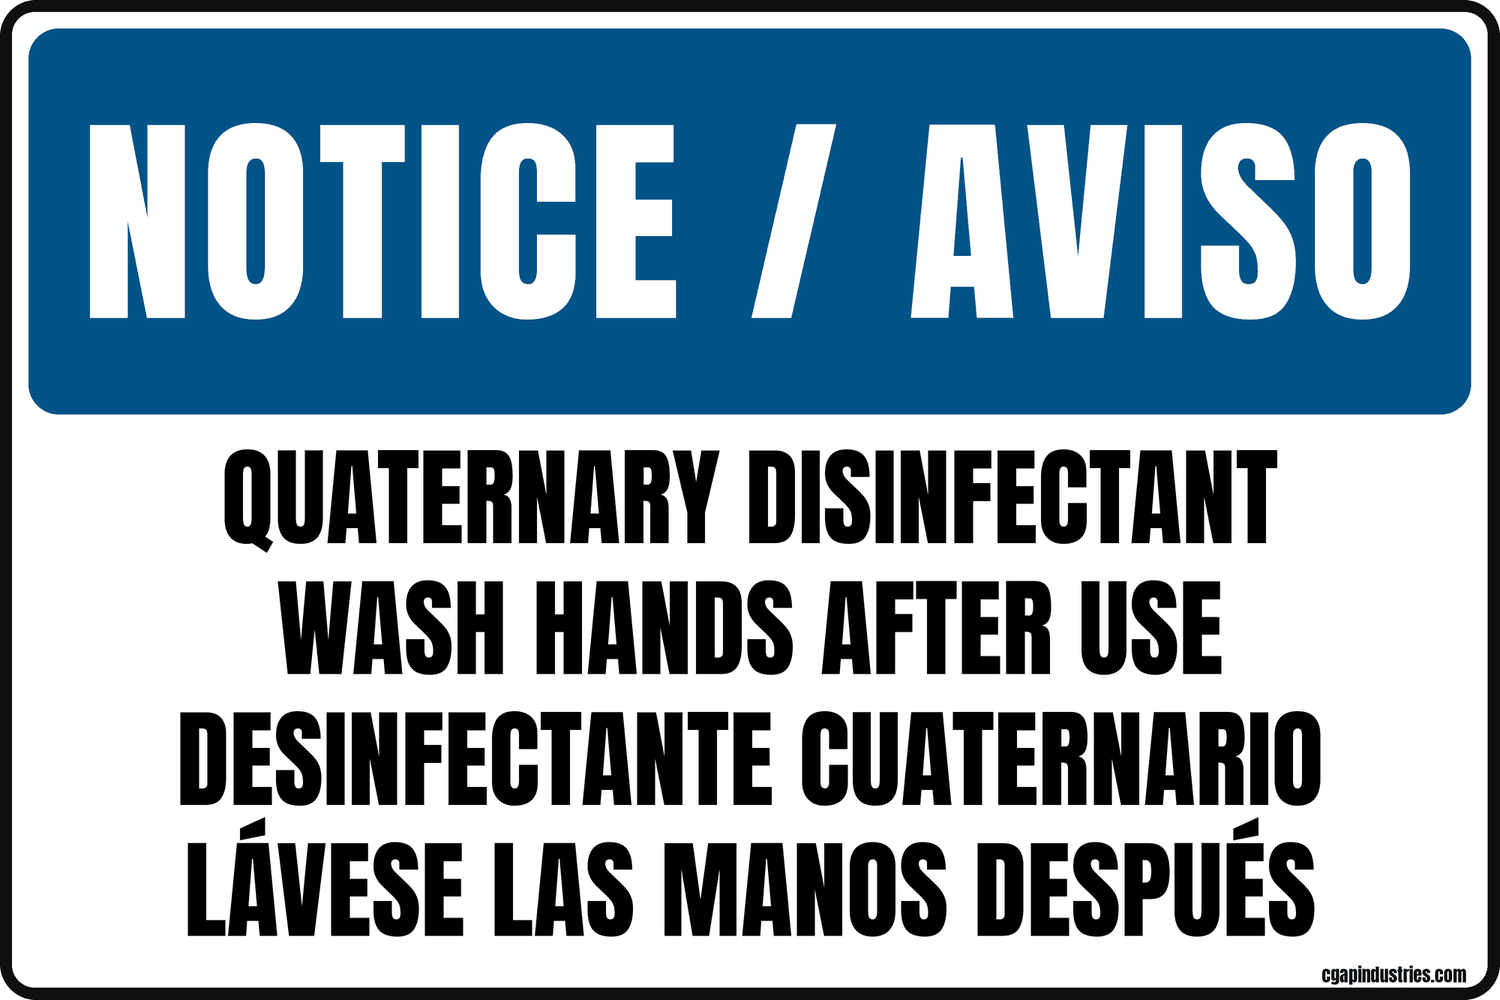 NOTICE / AVISO
QUATERNARY DISINFECTANT
WASH HANDS AFTER USE
DESINFECTANTE CUATERNARIO
LÁVESE LAS MANOS DESPUÉS
cgapindustries.com